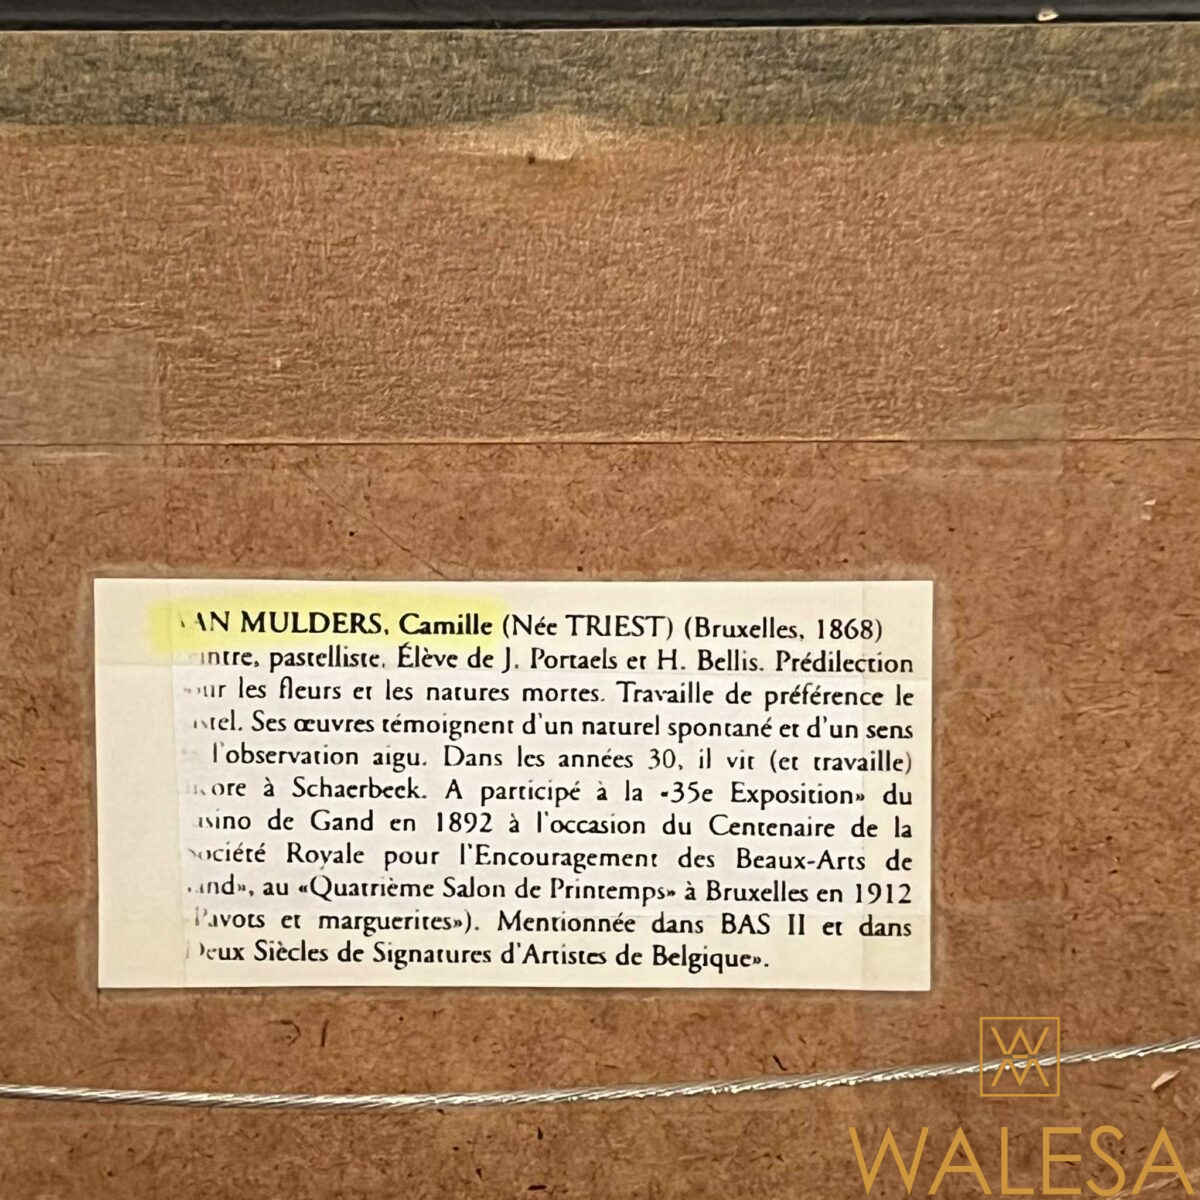 VAN MULDERS, Camille (Née TRIEST) (Bruxelles, 1868)
intre, pastelliste. Élève de J. Portaels et H. Bellis. Prédilection
ur les fleurs et les natures mortes. Travaille de préférence le
stel. Ses œuvres témoignent d'un naturel spontané et d'un sens
l'observation aigu. Dans les années 30, il vit (et travaille)
core à Schaerbeek. A participé à la «35e Exposition» du
asino de Gand en 1892 à l'occasion du Centenaire de la
Société Royale pour l'Encouragement des Beaux-Arts de
and», au «Quatrième Salon de Printemps» à Bruxelles en 1912
Pavots et marguerites»). Mentionnée dans BAS II et dans
Deux Siècles de Signatures d'Artistes de Belgique».
WALESA